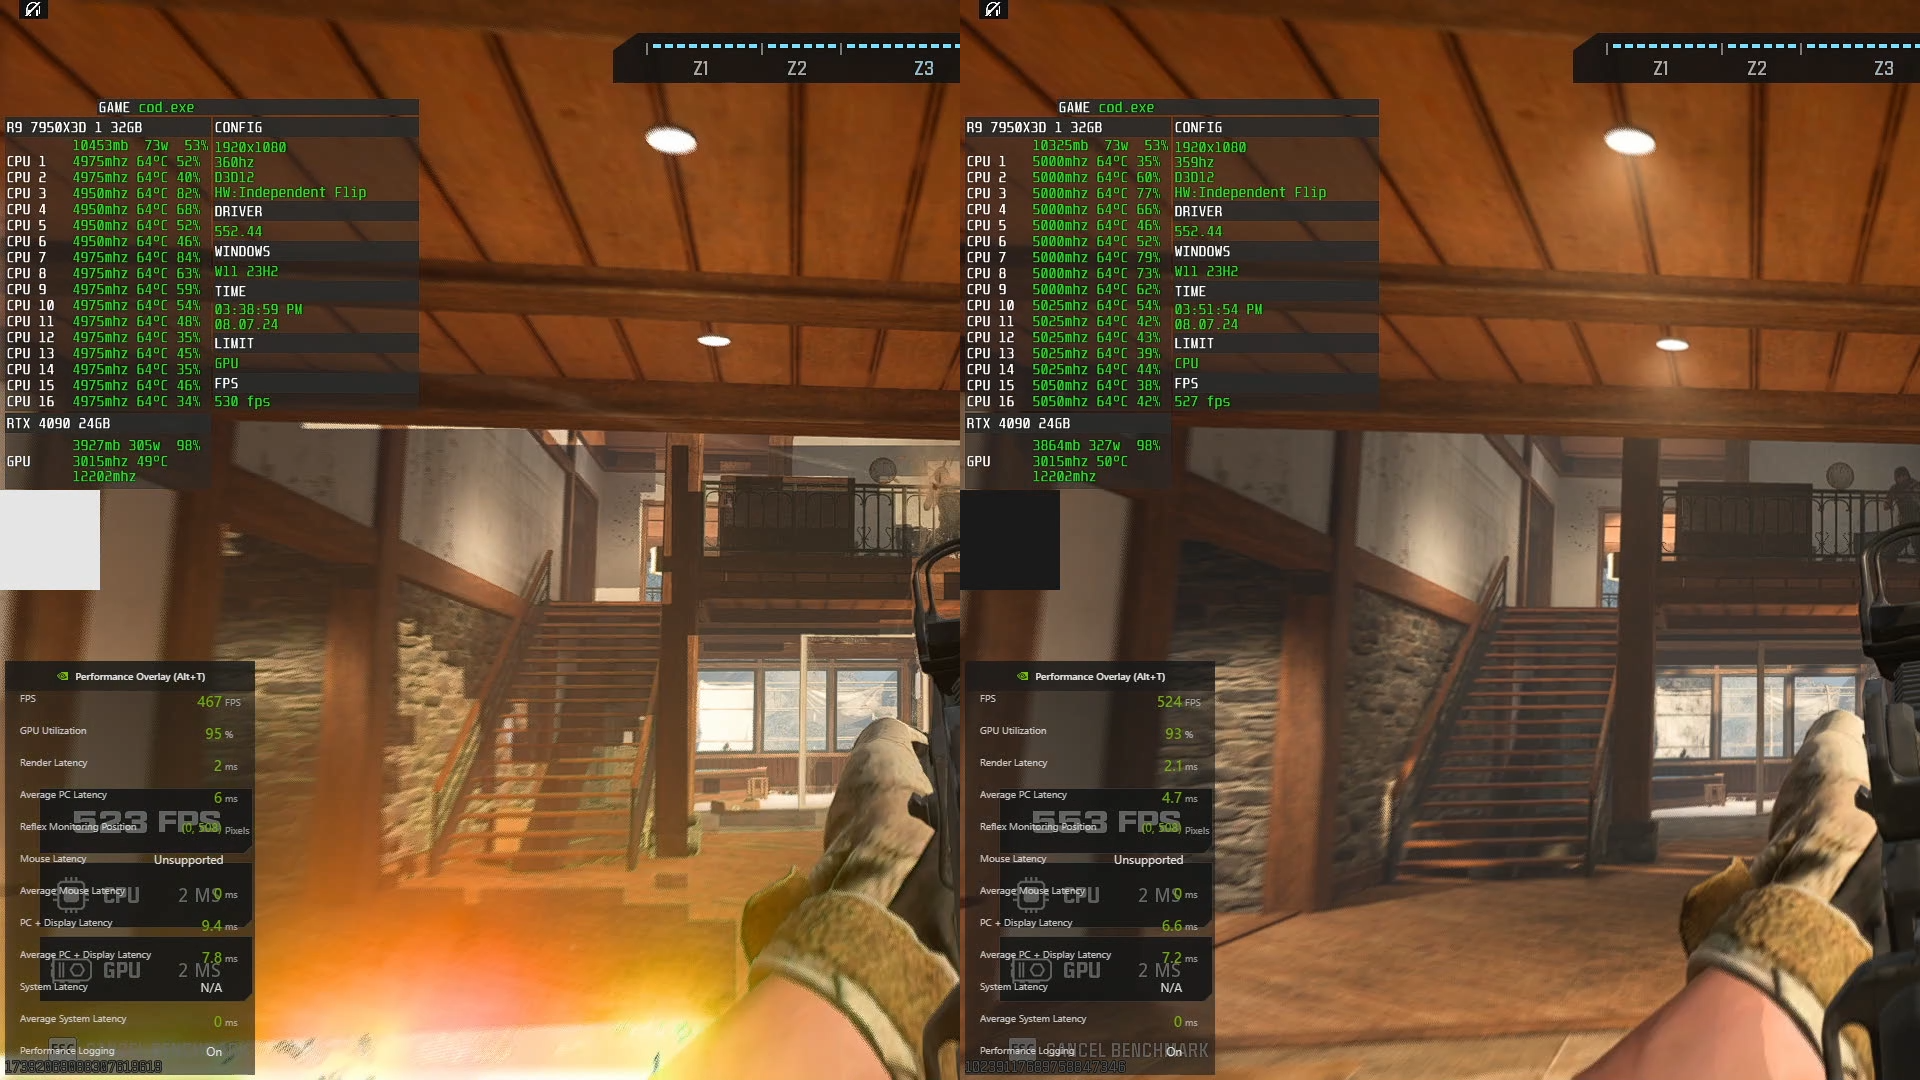 Z1 Z2 Z3
GAME cod.exe
R9 7950X3D 1 32GB
10453mb 73w 53%
CPU 1 4975mhz 64ºC 52%
CPU 2 4975mhz 64ºC 40%
CPU 3 4950mhz 64ºC 82%
CPU 4 4950mhz 64ºC 68%
CPU 5 4950mhz 64ºC 52%
CPU 6 4950mhz 64ºC 46%
CPU 7 4975mhz 64ºC 84%
CPU 8 4975mhz 64ºC 63%
CPU 9 4975mhz 64ºC 59%
CPU 10 4975mhz 64ºC 54%
CPU 11 4975mhz 64ºC 48%
CPU 12 4975mhz 64ºC 35%
CPU 13 4975mhz 64ºC 45%
CPU 14 4975mhz 64ºC 35%
CPU 15 4975mhz 64ºC 46%
CPU 16 4975mhz 64ºC 34%
CONFIG
1920x1080
360hz
D3D12
HW:Independent Flip
DRIVER
552.44
WINDOWS
W11 23H2
TIME
03:38:59 PM
08.07.24
LIMIT
GPU
FPS
530 fps
RTX 4090 24GB
3927mb 305w 98%
GPU 3015mhz 49ºC
12202mhz
Performance Overlay (Alt+T)
FPS 467 FPS
GPU Utilization 95 %
Render Latency 2 ms
Average PC Latency 6 ms
523 FPS
Reflex Monitoring Position (0, 508) Pixels
Mouse Latency Unsupported
Average Mouse Latency 0 ms
CPU 2 MS
PC + Display Latency 9.4 ms
Average PC + Display Latency 7.8 ms
GPU 2 MS
System Latency N/A
Average System Latency 0 ms
Performance Logging On
ESC
Z1 Z2 Z3
GAME cod.exe
R9 7950X3D 1 32GB
10325mb 73w 53%
CPU 1 5000mhz 64ºC 35%
CPU 2 5000mhz 64ºC 60%
CPU 3 5000mhz 64ºC 77%
CPU 4 5000mhz 64ºC 66%
CPU 5 5000mhz 64ºC 46%
CPU 6 5000mhz 64ºC 52%
CPU 7 5000mhz 64ºC 79%
CPU 8 5000mhz 64ºC 73%
CPU 9 5000mhz 64ºC 62%
CPU 10 5025mhz 64ºC 54%
CPU 11 5025mhz 64ºC 42%
CPU 12 5025mhz 64ºC 43%
CPU 13 5025mhz 64ºC 39%
CPU 14 5025mhz 64ºC 44%
CPU 15 5050mhz 64ºC 38%
CPU 16 5050mhz 64ºC 42%
CONFIG
1920x1080
359hz
D3D12
HW:Independent Flip
DRIVER
552.44
WINDOWS
W11 23H2
TIME
03:51:54 PM
08.07.24
LIMIT
CPU
FPS
527 fps
RTX 4090 24GB
3864mb 327w 98%
GPU 3015mhz 50ºC
12202mhz
Performance Overlay (Alt+T)
FPS 524 FPS
GPU Utilization 93 %
Render Latency 2.1 ms
Average PC Latency 4.7 ms
553 FPS
Reflex Monitoring Position (0, 508) Pixels
Mouse Latency Unsupported
Average Mouse Latency 0 ms
CPU 2 MS
PC + Display Latency 6.6 ms
Average PC + Display Latency 7.2 ms
GPU 2 MS
System Latency N/A
Average System Latency 0 ms
Performance Logging On
ESC CANCEL BENCHMARK